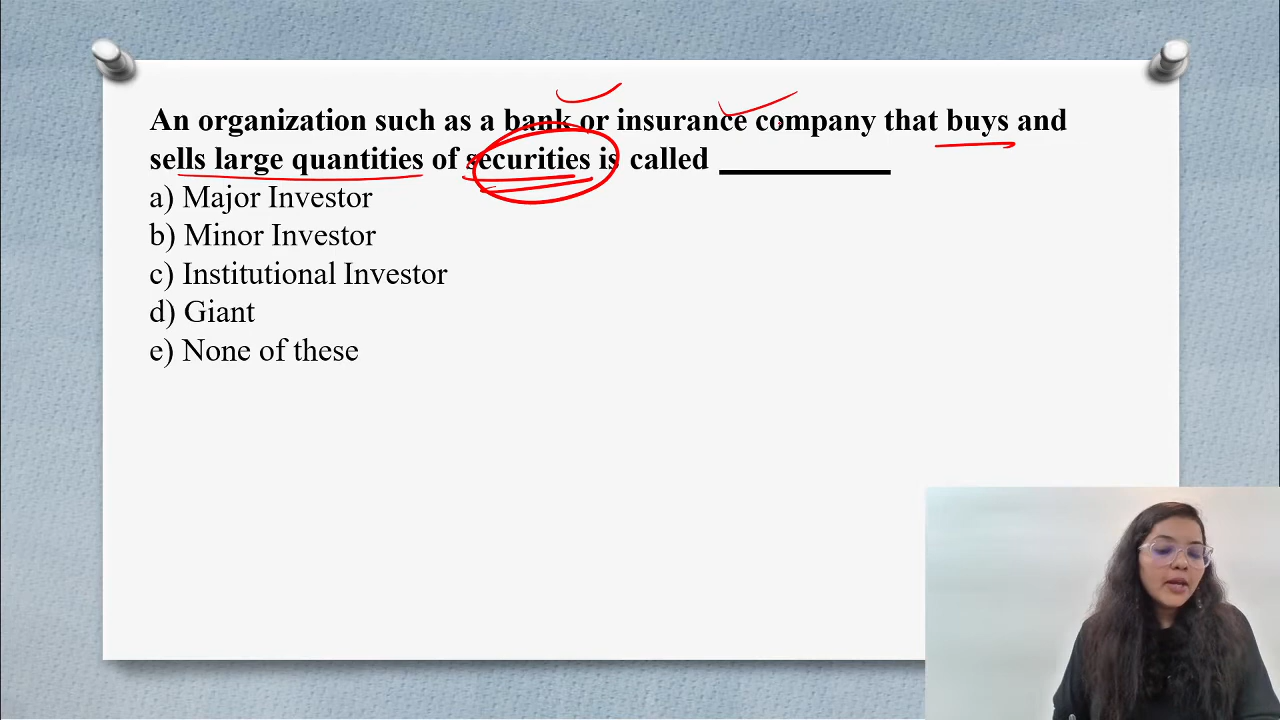 An organization such as a bank or insurance company that buys and
sells large quantities of securities is called __________
a) Major Investor
b) Minor Investor
c) Institutional Investor
d) Giant
e) None of these